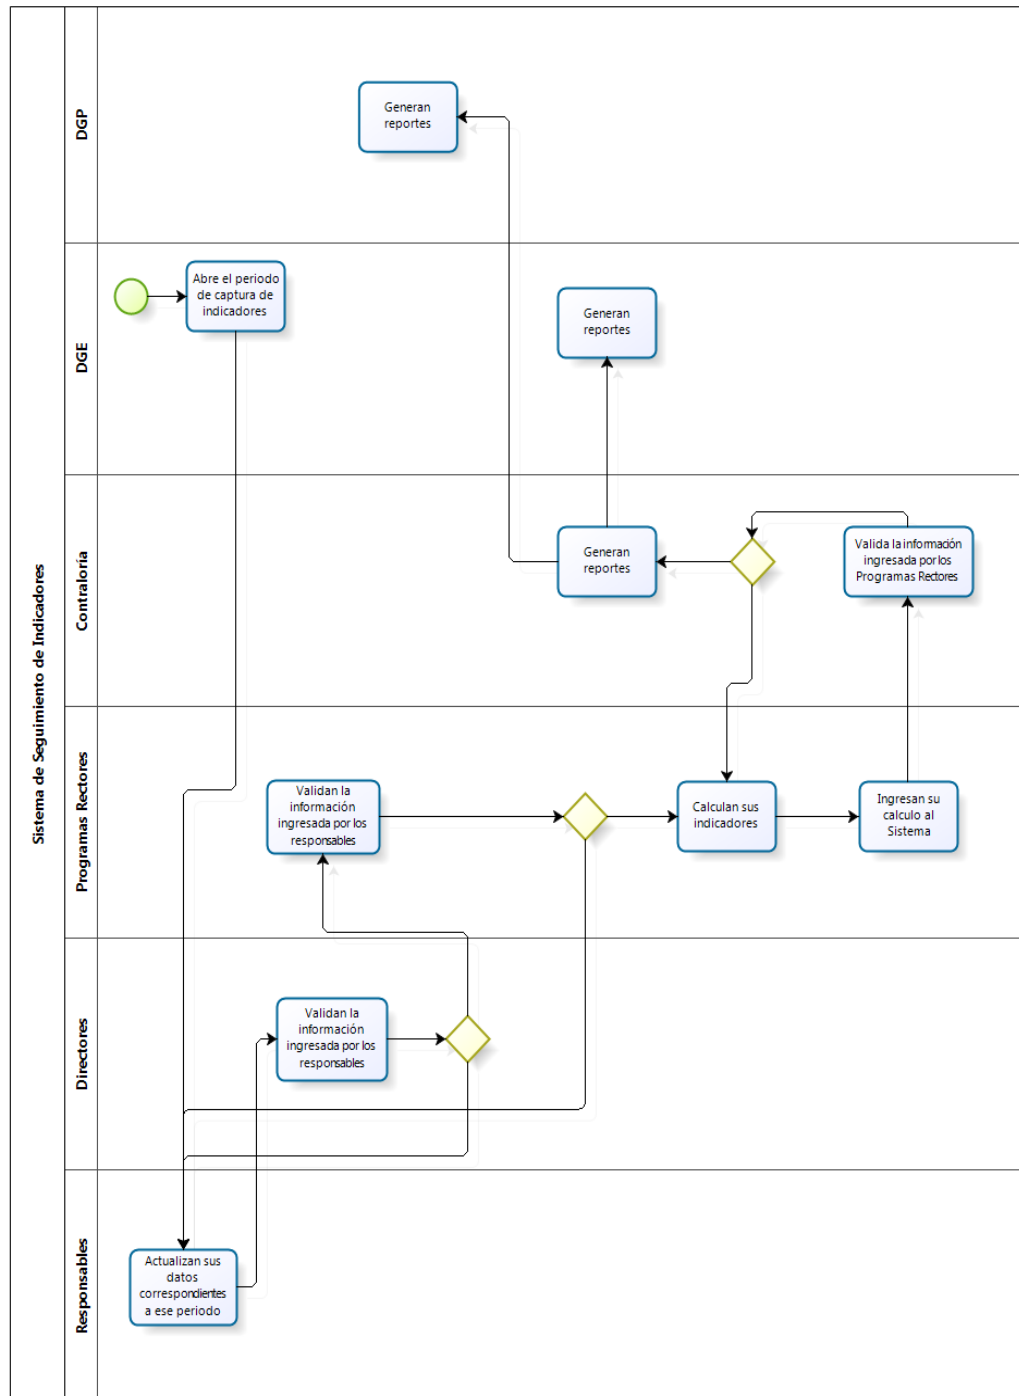 Sistema de Seguimiento de Indicadores
DGP
Generan
reportes
DGE
Abre el periodo
de captura de
indicadores
Generan
reportes
Contraloría
Generan
reportes
Valida la información
ingresada por los
Programas Rectores
Programas Rectores
Validan la
información
ingresada por los
responsables
Calculan sus
indicadores
Ingresan su
calculo al
Sistema
Directores
Validan la
información
ingresada por los
responsables
Responsables
Actualizan sus
datos
correspondientes
a ese periodo